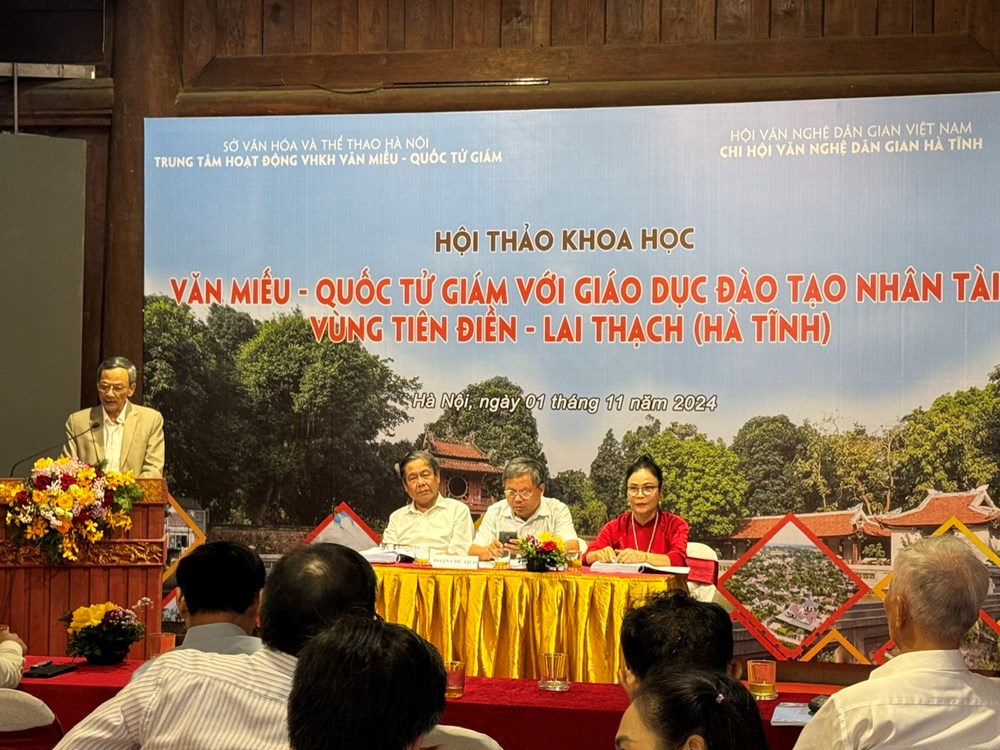 SỞ VĂN HÓA VÀ THỂ THAO HÀ NỘI
TRUNG TÂM HOẠT ĐỘNG VHKH VĂN MIẾU - QUỐC TỬ GIÁM
HỘI VĂN NGHỆ DÂN GIAN VIỆT NAM
CHI HỘI VĂN NGHỆ DÂN GIAN HÀ TĨNH
HỘI THẢO KHOA HỌC
VĂN MIẾU - QUỐC TỬ GIÁM VỚI GIÁO DỤC ĐÀO TẠO NHÂN TÀI
VÙNG TIÊN ĐIỀN - LAI THẠCH (HÀ TĨNH)
Hà Nội, ngày 01 tháng 11 năm 2024
ĐOÀN CHỦ TỊCH